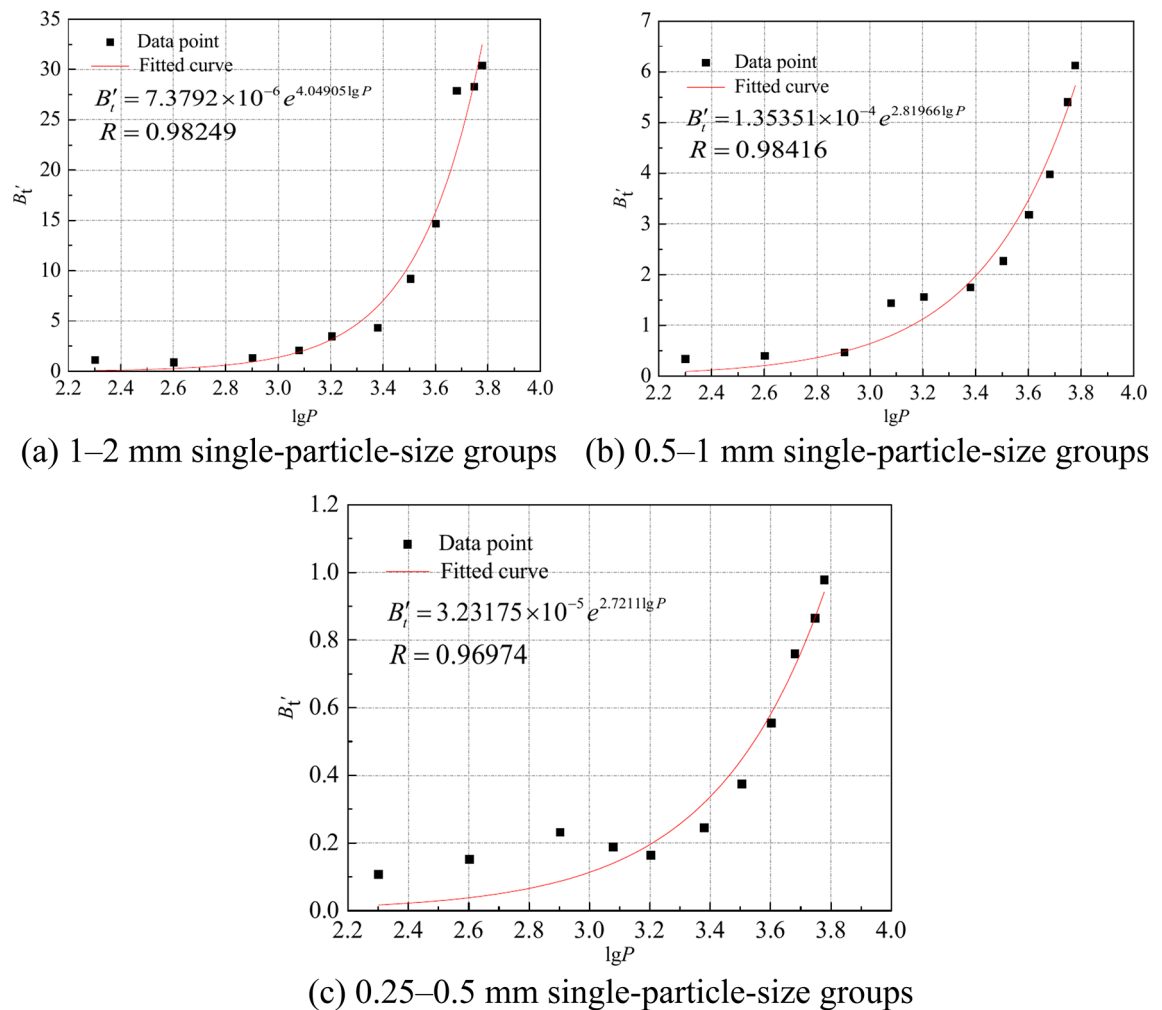 35
30
25
20
15
10
5
0
B't
Data point
Fitted curve
B't = 7.3792×10⁻⁶ e^4.04905lgP
R = 0.98249
2.2 2.4 2.6 2.8 3.0 3.2 3.4 3.6 3.8 4.0
lgP
(a) 1–2 mm single-particle-size groups
7
6
5
4
3
2
1
0
B't
Data point
Fitted curve
B't = 1.35351×10⁻⁴ e^2.81966lgP
R = 0.98416
2.2 2.4 2.6 2.8 3.0 3.2 3.4 3.6 3.8 4.0
lgP
(b) 0.5–1 mm single-particle-size groups
1.2
1.0
0.8
0.6
0.4
0.2
0.0
B't
Data point
Fitted curve
B't = 3.23175×10⁻⁵ e^2.7211lgP
R = 0.96974
2.2 2.4 2.6 2.8 3.0 3.2 3.4 3.6 3.8 4.0
lgP
(c) 0.25–0.5 mm single-particle-size groups